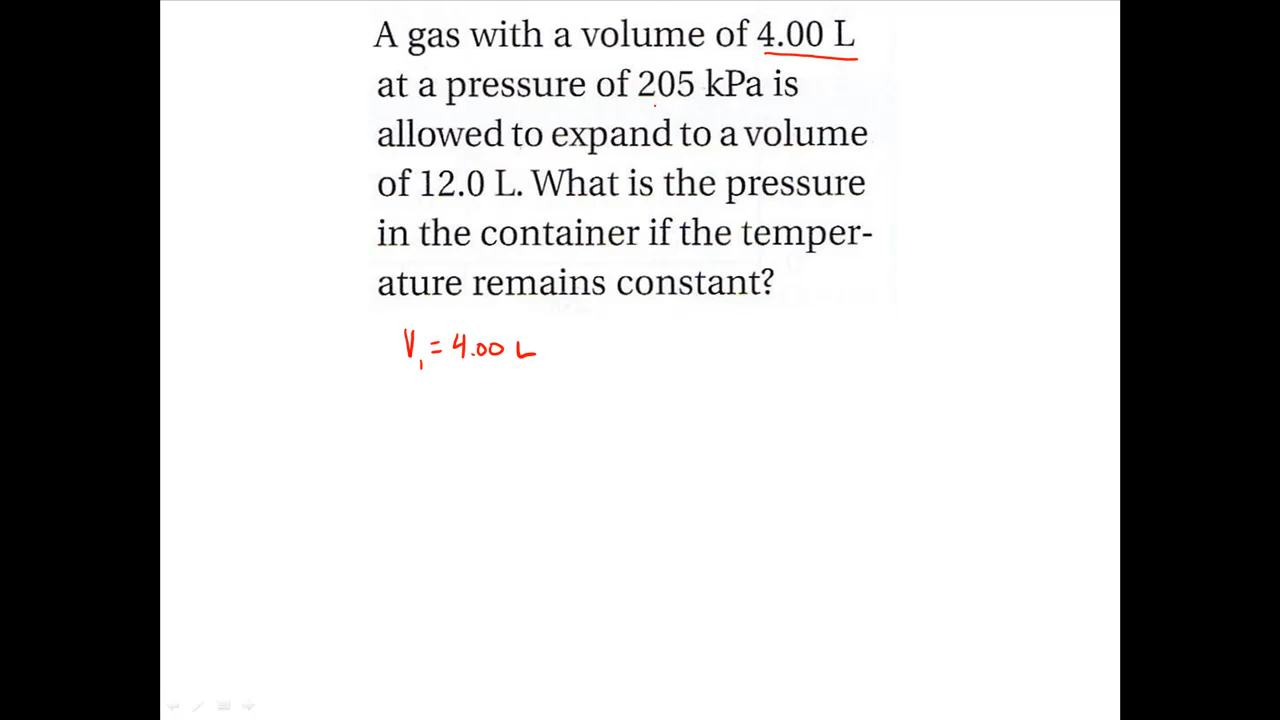 A gas with a volume of 4.00 L
at a pressure of 205 kPa is
allowed to expand to a volume
of 12.0 L. What is the pressure
in the container if the temper-
ature remains constant?
V₁ = 4.00 L